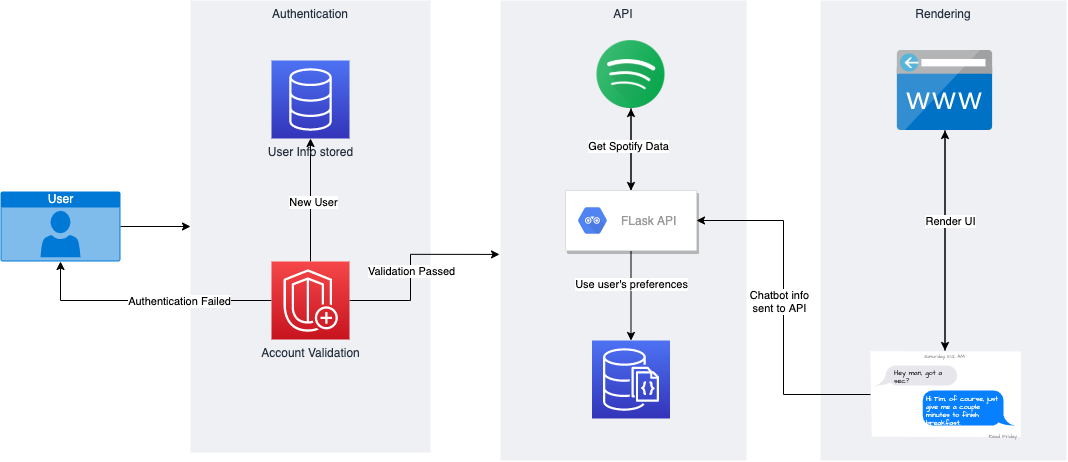 Authentication
API
Rendering
WWW
User Info stored
Get Spotify Data
User
New User
FLask API
Render UI
Validation Passed
Use user's preferences
Authentication Failed
Chatbot info
sent to API
Account Validation
Saturday 8:12 AM
Hey man, got a
sec?
Hi Tim, of course, just
give me a couple
minutes to finish
breakfast.
Read Friday